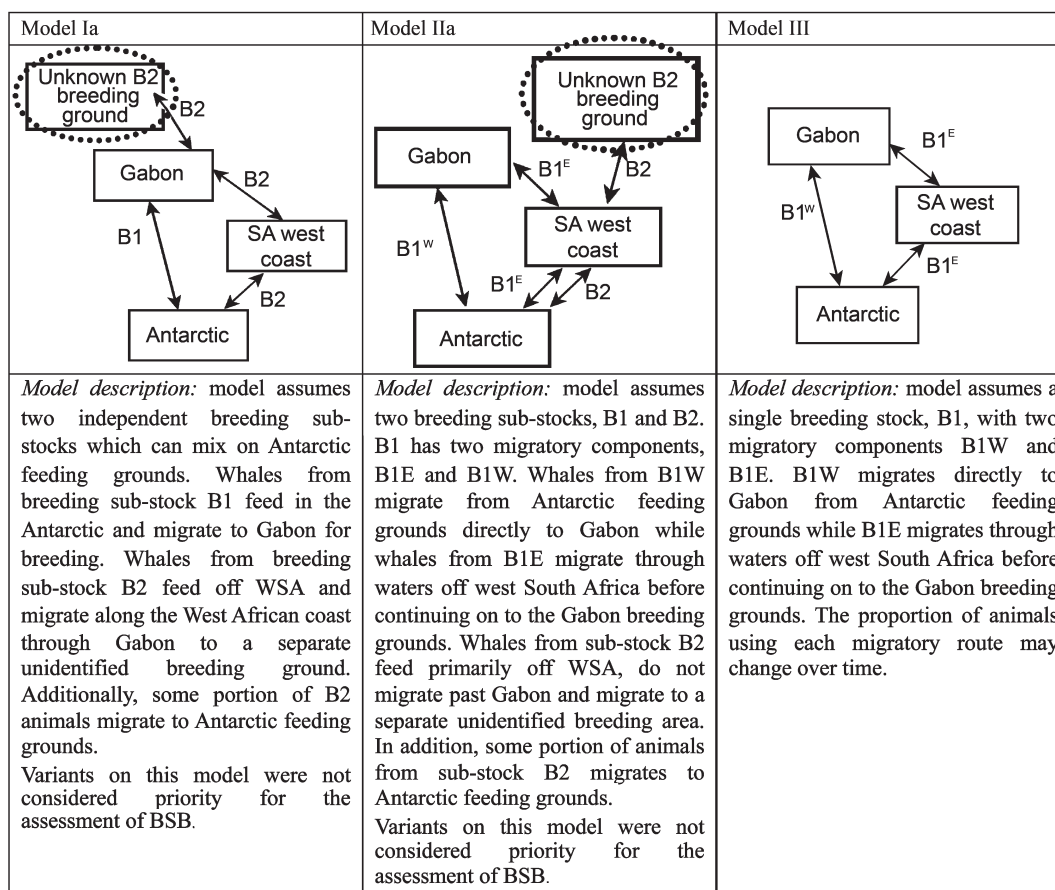 Model Ia
Unknown B2
breeding
ground
B2
Gabon
B2
B1
SA west
coast
B2
Antarctic
Model description: model assumes
two independent breeding sub-
stocks which can mix on Antarctic
feeding grounds. Whales from
breeding sub-stock B1 feed in the
Antarctic and migrate to Gabon for
breeding. Whales from breeding
sub-stock B2 feed off WSA and
migrate along the West African coast
through Gabon to a separate
unidentified breeding ground.
Additionally, some portion of B2
animals migrate to Antarctic feeding
grounds.
Variants on this model were not
considered priority for the
assessment of BSB.
Model IIa
Unknown B2
breeding
ground
Gabon
B1ᴱ
B2
SA west
coast
B1ᵂ
B1ᴱ
B2
Antarctic
Model description: model assumes
two breeding sub-stocks, B1 and B2.
B1 has two migratory components,
B1E and B1W. Whales from B1W
migrate from Antarctic feeding
grounds directly to Gabon while
whales from B1E migrate through
waters off west South Africa before
continuing on to the Gabon breeding
grounds. Whales from sub-stock B2
feed primarily off WSA, do not
migrate past Gabon and migrate to a
separate unidentified breeding area.
In addition, some portion of animals
from sub-stock B2 migrates to
Antarctic feeding grounds.
Variants on this model were not
considered priority for the
assessment of BSB.
Model III
Gabon
B1ᴱ
B1ᵂ
SA west
coast
B1ᴱ
Antarctic
Model description: model assumes a
single breeding stock, B1, with two
migratory components B1W and
B1E. B1W migrates directly to
Gabon from Antarctic feeding
grounds while B1E migrates through
waters off west South Africa before
continuing on to the Gabon breeding
grounds. The proportion of animals
using each migratory route may
change over time.